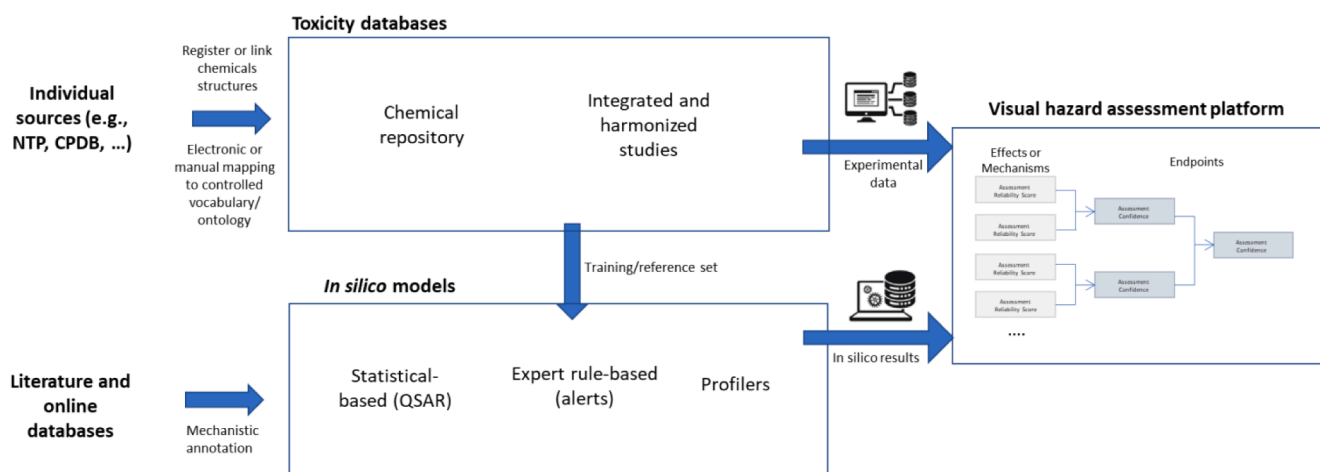 Toxicity databases
Individual
sources (e.g.,
NTP, CPDB, ...)
Register or link
chemicals
structures
Electronic or
manual mapping
to controlled
vocabulary/
ontology
Chemical
repository
Integrated and
harmonized
studies
Experimental
data
Training/reference set
In silico models
Literature and
online
databases
Mechanistic
annotation
Statistical-
based (QSAR)
Expert rule-based
(alerts)
Profilers
In silico results
Visual hazard assessment platform
Effects or
Mechanisms
Endpoints
Assessment
Reliability Score
Assessment
Reliability Score
Assessment
Reliability Score
Assessment
Reliability Score
....
Assessment
Confidence
Assessment
Confidence
Assessment
Confidence